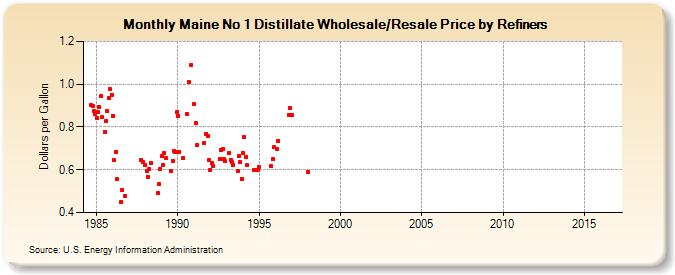 Monthly Maine No 1 Distillate Wholesale/Resale Price by Refiners
Dollars per Gallon
1.2
1.0
0.8
0.6
0.4
1985 1990 1995 2000 2005 2010 2015
Source: U.S. Energy Information Administration